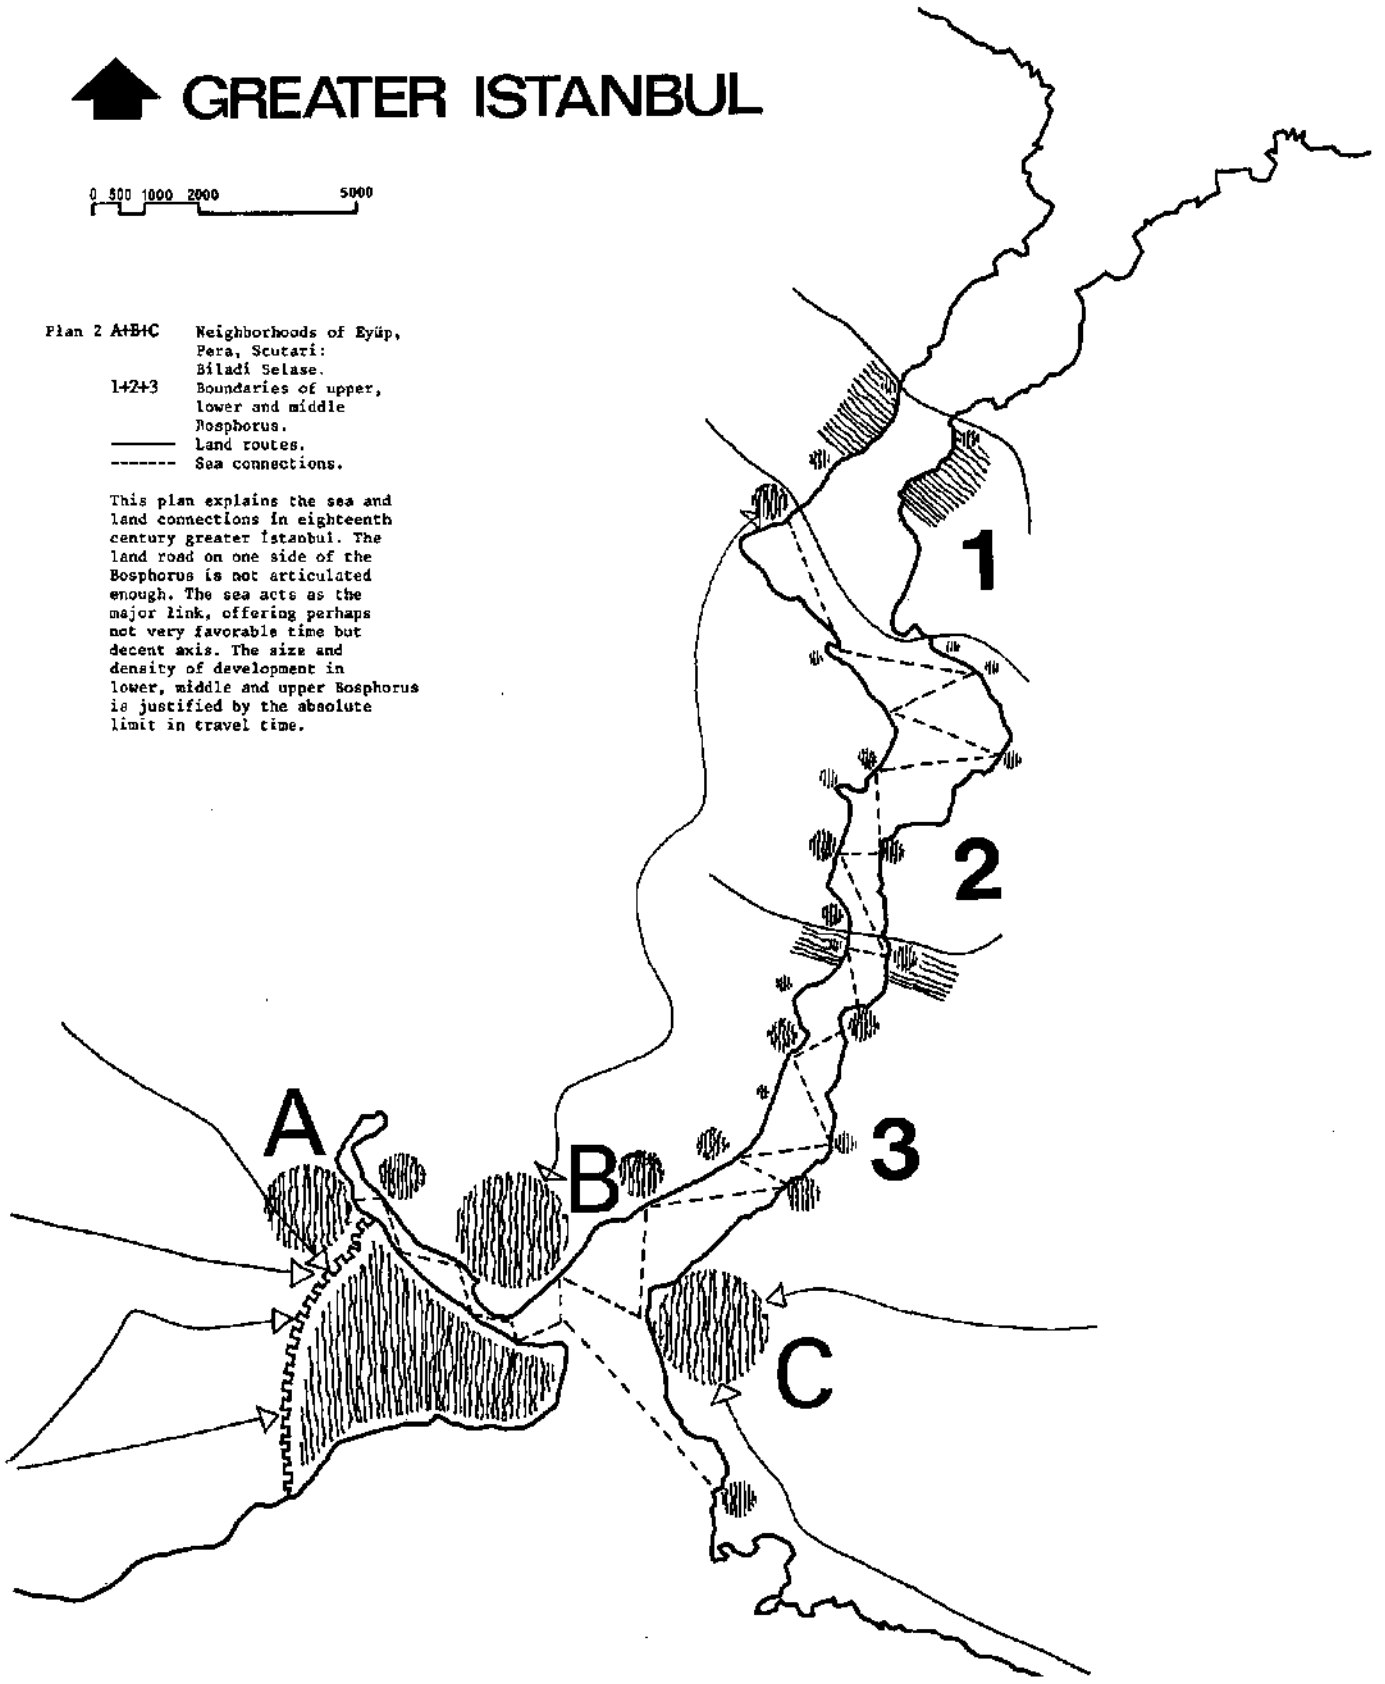 GREATER ISTANBUL
0 500 1000 2000 5000
Plan 2 A+B+C Neighborhoods of Eyüp,
Pera, Scutari:
Biladi Selase.
1+2+3 Boundaries of upper,
lower and middle
Bosphorus.
Land routes.
Sea connections.
This plan explains the sea and
land connections in eighteenth
century greater İstanbul. The
land road on one side of the
Bosphorus is not articulated
enough. The sea acts as the
major link, offering perhaps
not very favorable time but
decent axis. The size and
density of development in
lower, middle and upper Bosphorus
is justified by the absolute
limit in travel time.
1
2
3
A
B
C